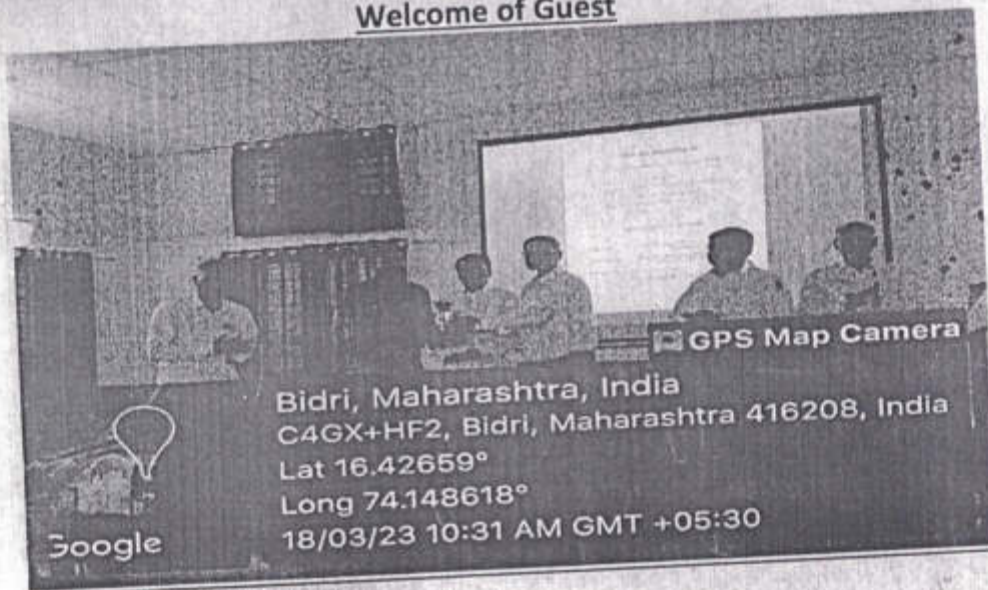 Welcome of Guest
GPS Map Camera
Bidri, Maharashtra, India
C4GX+HF2, Bidri, Maharashtra 416208, India
Lat 16.42659°
Long 74.148618°
18/03/23 10:31 AM GMT +05:30
Google